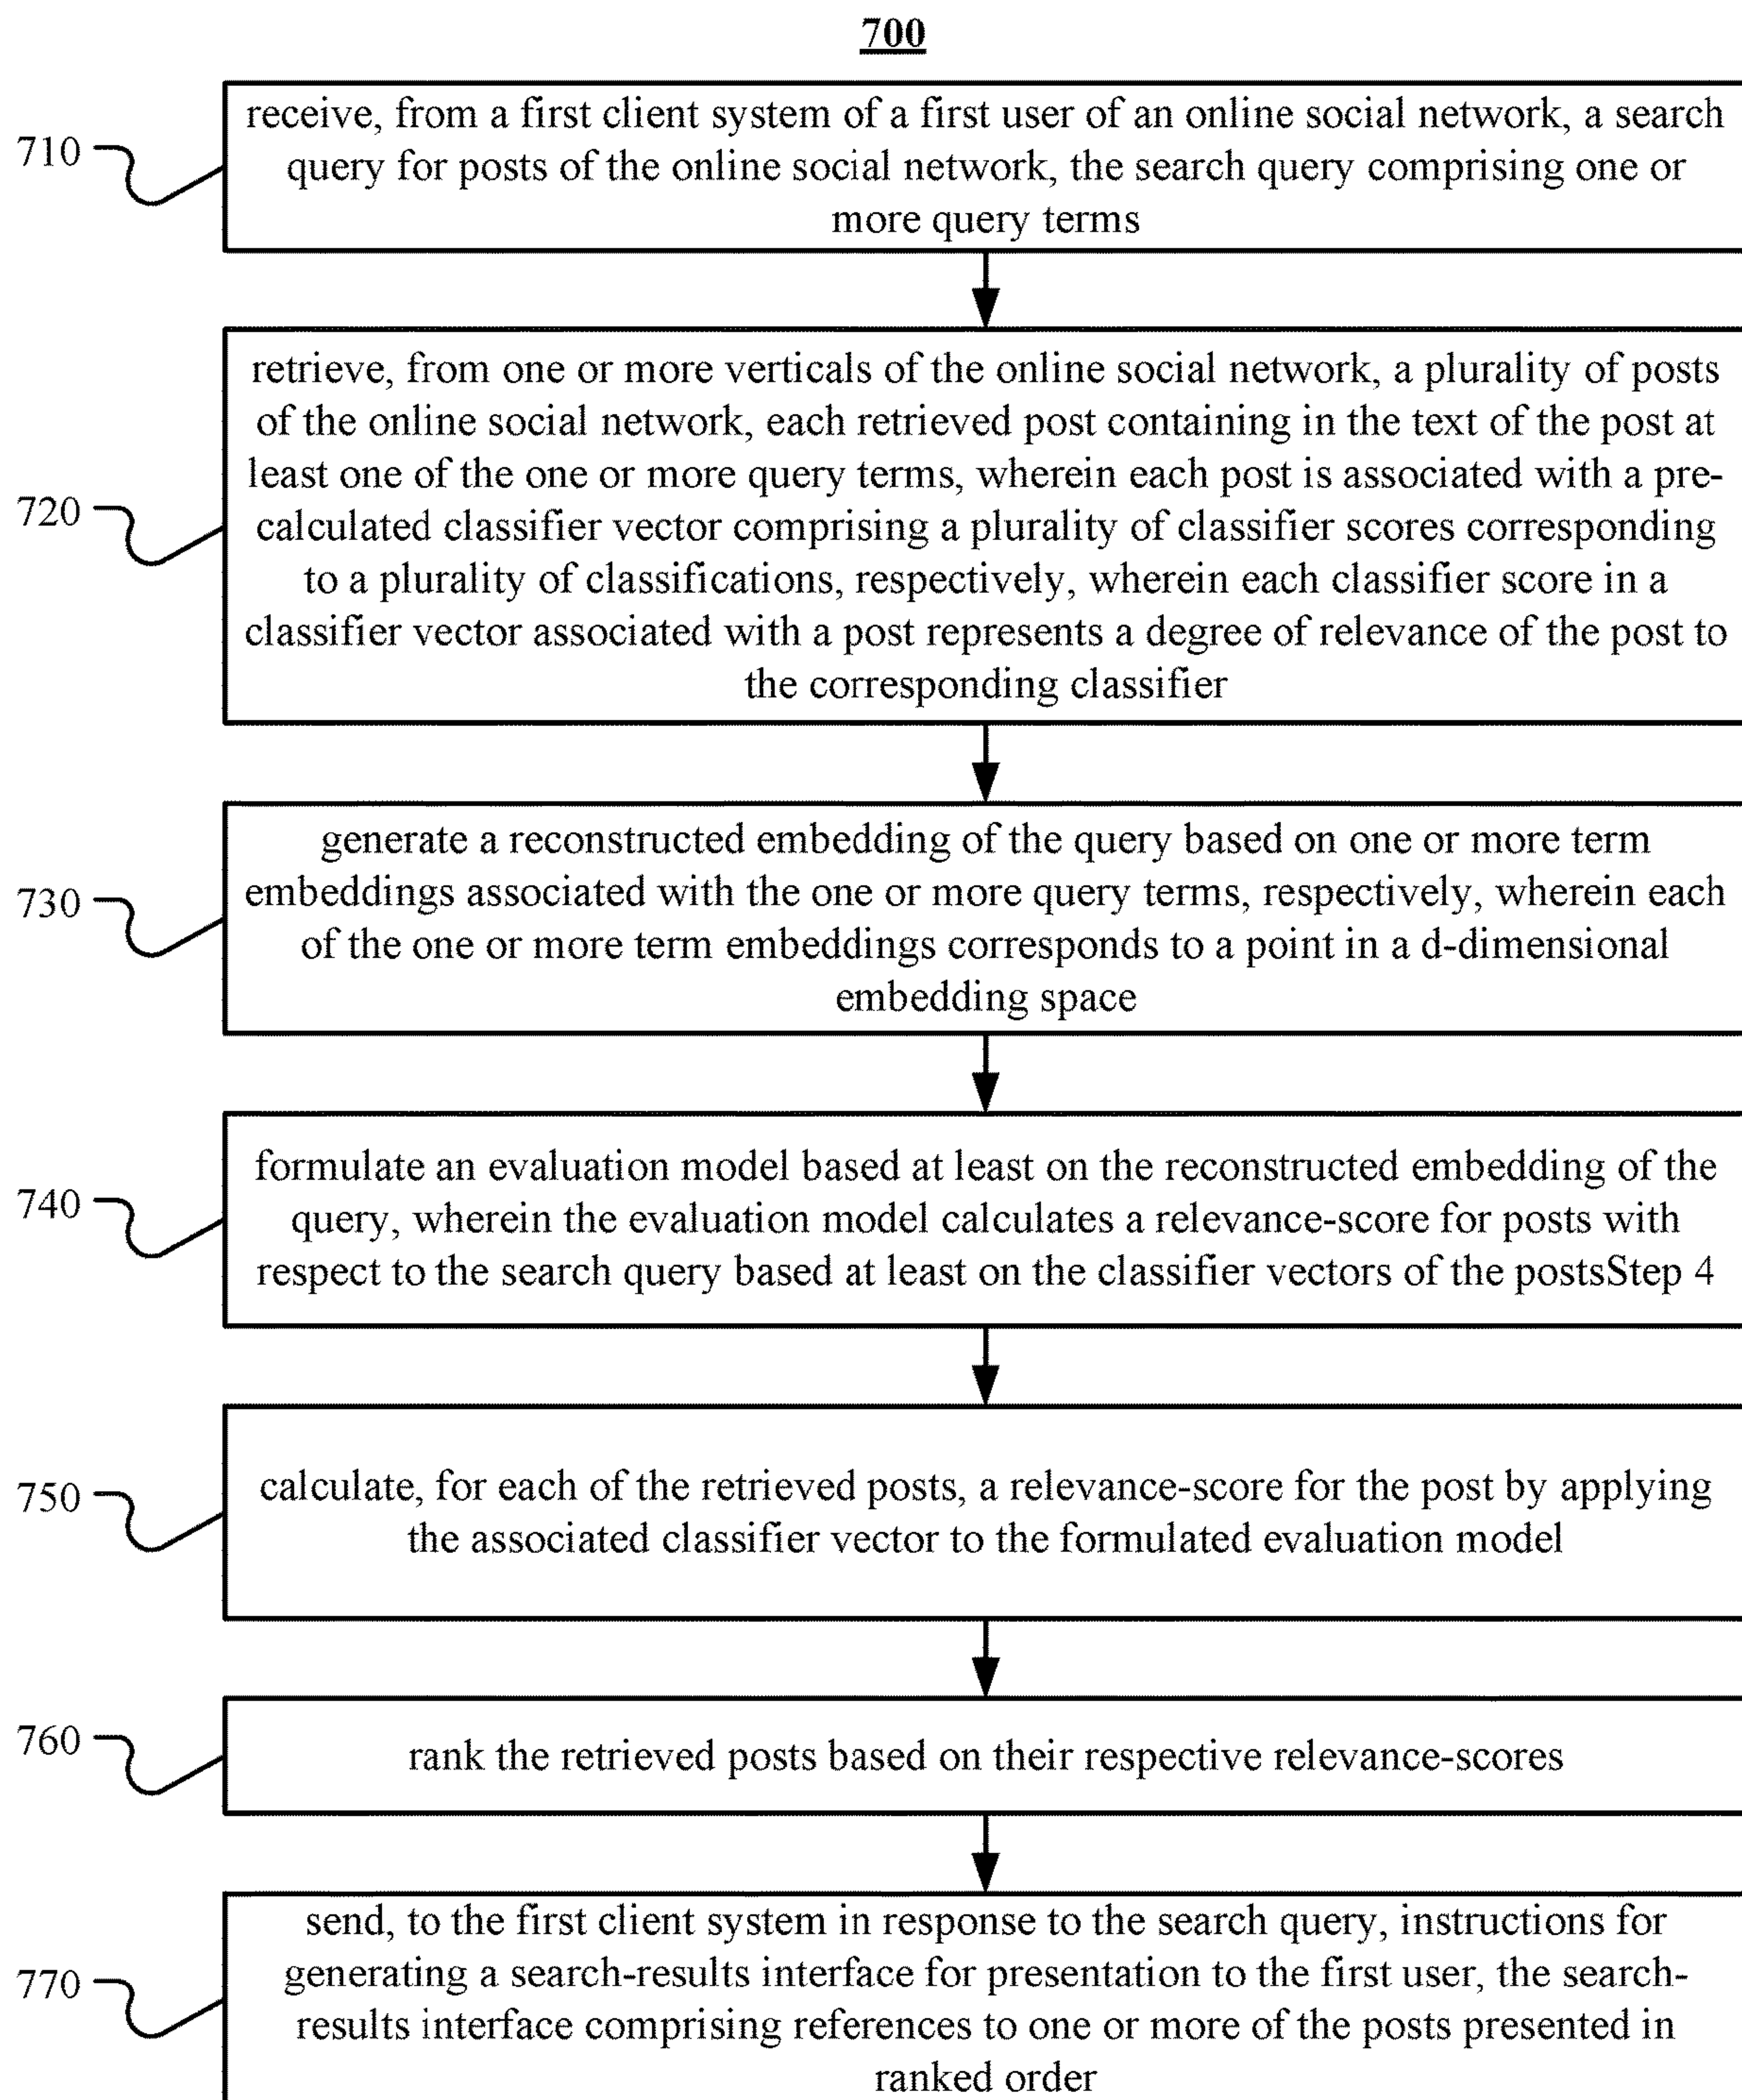 700
710
receive, from a first client system of a first user of an online social network, a search
query for posts of the online social network, the search query comprising one or
more query terms
720
retrieve, from one or more verticals of the online social network, a plurality of posts
of the online social network, each retrieved post containing in the text of the post at
least one of the one or more query terms, wherein each post is associated with a pre-
calculated classifier vector comprising a plurality of classifier scores corresponding
to a plurality of classifications, respectively, wherein each classifier score in a
classifier vector associated with a post represents a degree of relevance of the post to
the corresponding classifier
730
generate a reconstructed embedding of the query based on one or more term
embeddings associated with the one or more query terms, respectively, wherein each
of the one or more term embeddings corresponds to a point in a d-dimensional
embedding space
740
formulate an evaluation model based at least on the reconstructed embedding of the
query, wherein the evaluation model calculates a relevance-score for posts with
respect to the search query based at least on the classifier vectors of the postsStep 4
750
calculate, for each of the retrieved posts, a relevance-score for the post by applying
the associated classifier vector to the formulated evaluation model
760
rank the retrieved posts based on their respective relevance-scores
770
send, to the first client system in response to the search query, instructions for
generating a search-results interface for presentation to the first user, the search-
results interface comprising references to one or more of the posts presented in
ranked order